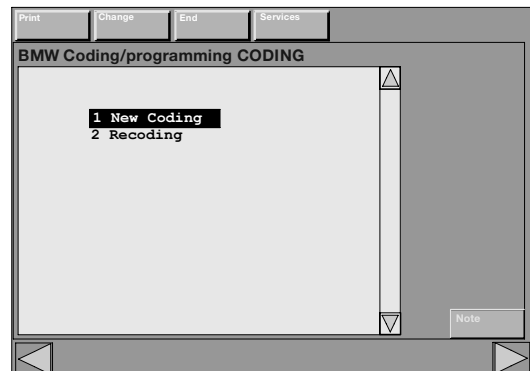 Print Change End Services
BMW Coding/programming CODING
1 New Coding
2 Recoding
Note